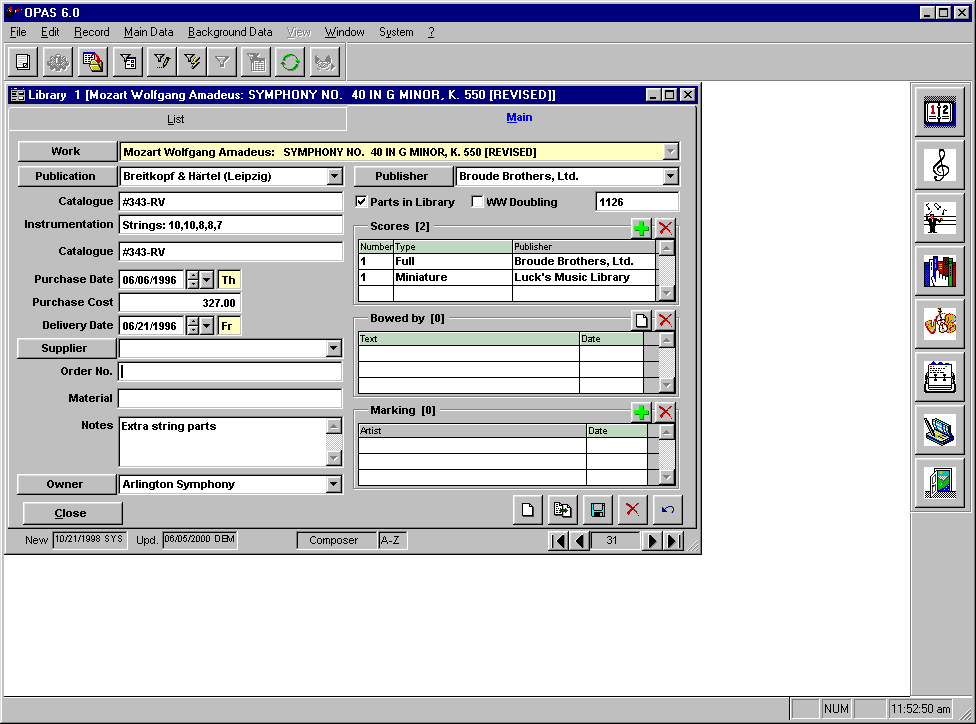 OPAS 6.0
File Edit Record Main Data Background Data View Window System ?
Library 1 [Mozart Wolfgang Amadeus: SYMPHONY NO. 40 IN G MINOR, K. 550 [REVISED]]
List Main
Work Mozart Wolfgang Amadeus: SYMPHONY NO. 40 IN G MINOR, K. 550 [REVISED]
Publication Breitkopf & Härtel (Leipzig) Publisher Broude Brothers, Ltd.
Catalogue #343-RV Parts in Library WW Doubling 1126
Instrumentation Strings: 10,10,8,8,7 Scores [2]
Number Type Publisher
Catalogue #343-RV 1 Full Broude Brothers, Ltd.
Purchase Date 06/06/1996 Th 1 Miniature Luck's Music Library
Purchase Cost 327.00
Delivery Date 06/21/1996 Fr Bowed by [0]
Text Date
Supplier
Order No.
Material
Marking [0]
Notes Extra string parts Artist Date
Owner Arlington Symphony
Close
New 10/21/1998 SYS Upd. 06/05/2000 DEM Composer A-Z 31
NUM 11:52:50 am